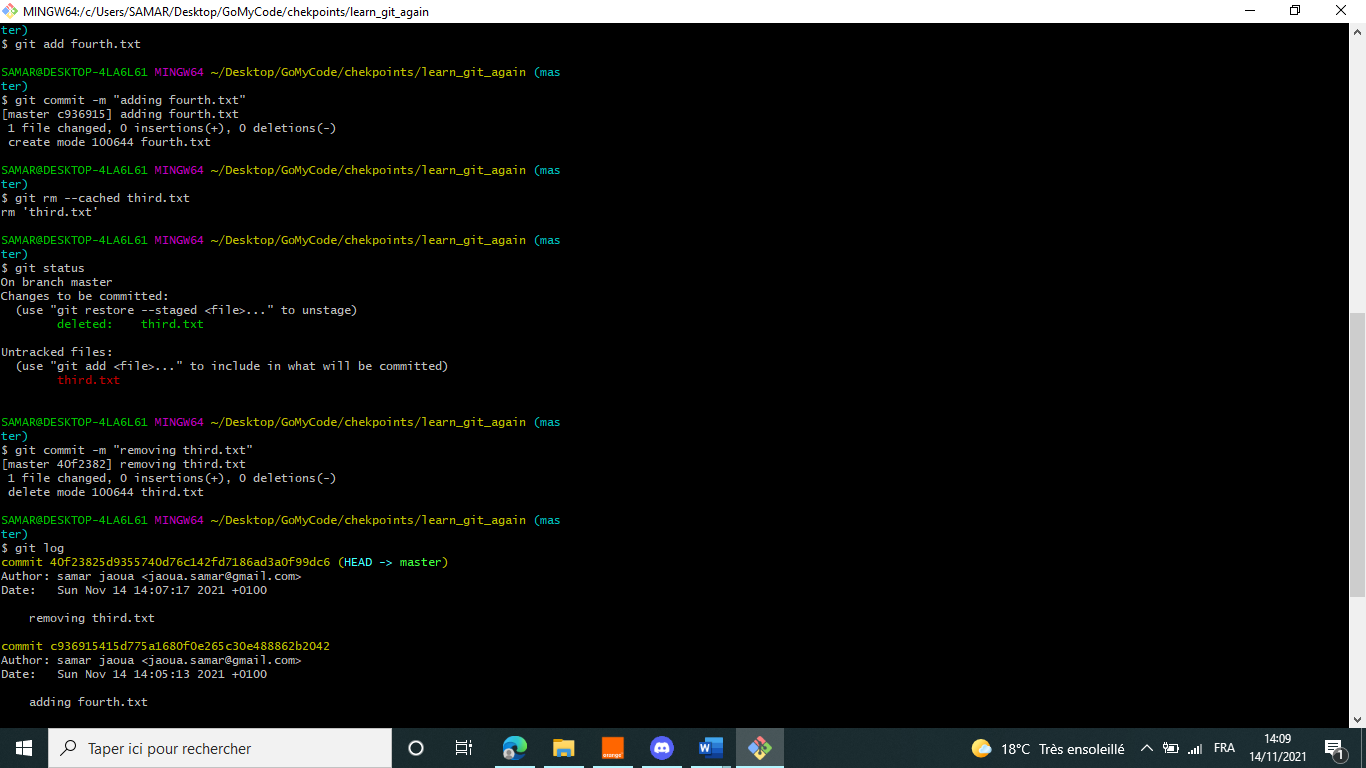 MINGW64:/c/Users/SAMAR/Desktop/GoMyCode/chekpoints/learn_git_again
ter)
$ git add fourth.txt
SAMAR@DESKTOP-4LA6L61 MINGW64 ~/Desktop/GoMyCode/chekpoints/learn_git_again (mas
ter)
$ git commit -m "adding fourth.txt"
[master c936915] adding fourth.txt
 1 file changed, 0 insertions(+), 0 deletions(-)
 create mode 100644 fourth.txt
SAMAR@DESKTOP-4LA6L61 MINGW64 ~/Desktop/GoMyCode/chekpoints/learn_git_again (mas
ter)
$ git rm --cached third.txt
rm 'third.txt'
SAMAR@DESKTOP-4LA6L61 MINGW64 ~/Desktop/GoMyCode/chekpoints/learn_git_again (mas
ter)
$ git status
On branch master
Changes to be committed:
  (use "git restore --staged <file>..." to unstage)
        deleted:    third.txt
Untracked files:
  (use "git add <file>..." to include in what will be committed)
        third.txt
SAMAR@DESKTOP-4LA6L61 MINGW64 ~/Desktop/GoMyCode/chekpoints/learn_git_again (mas
ter)
$ git commit -m "removing third.txt"
[master 40f2382] removing third.txt
 1 file changed, 0 insertions(+), 0 deletions(-)
 delete mode 100644 third.txt
SAMAR@DESKTOP-4LA6L61 MINGW64 ~/Desktop/GoMyCode/chekpoints/learn_git_again (mas
ter)
$ git log
commit 40f23825d9355740d76c142fd7186ad3a0f99dc6 (HEAD -> master)
Author: samar jaoua <jaoua.samar@gmail.com>
Date:   Sun Nov 14 14:07:17 2021 +0100
    removing third.txt
commit c936915415d775a1680f0e265c30e488862b2042
Author: samar jaoua <jaoua.samar@gmail.com>
Date:   Sun Nov 14 14:05:13 2021 +0100
    adding fourth.txt
Taper ici pour rechercher
orange
W
18°C Très ensoleillé
FRA
14:09
14/11/2021
1